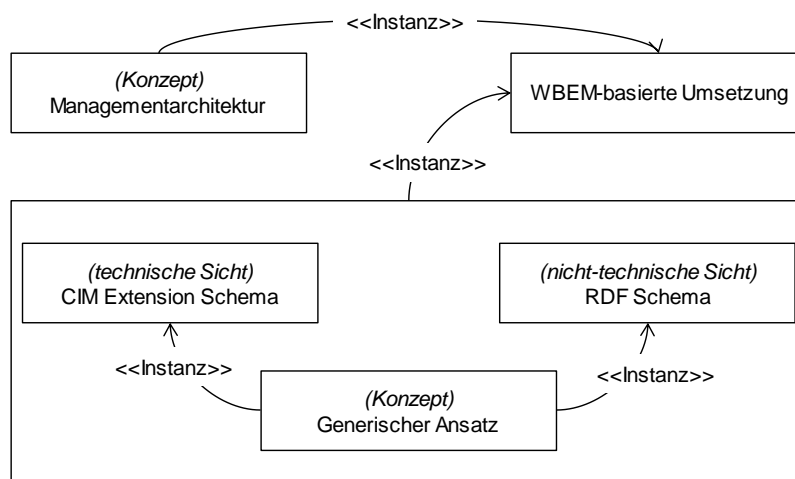 <<Instanz>>
(Konzept)
Managementarchitektur
WBEM-basierte Umsetzung
<<Instanz>>
(technische Sicht)
CIM Extension Schema
(nicht-technische Sicht)
RDF Schema
<<Instanz>>
<<Instanz>>
(Konzept)
Generischer Ansatz